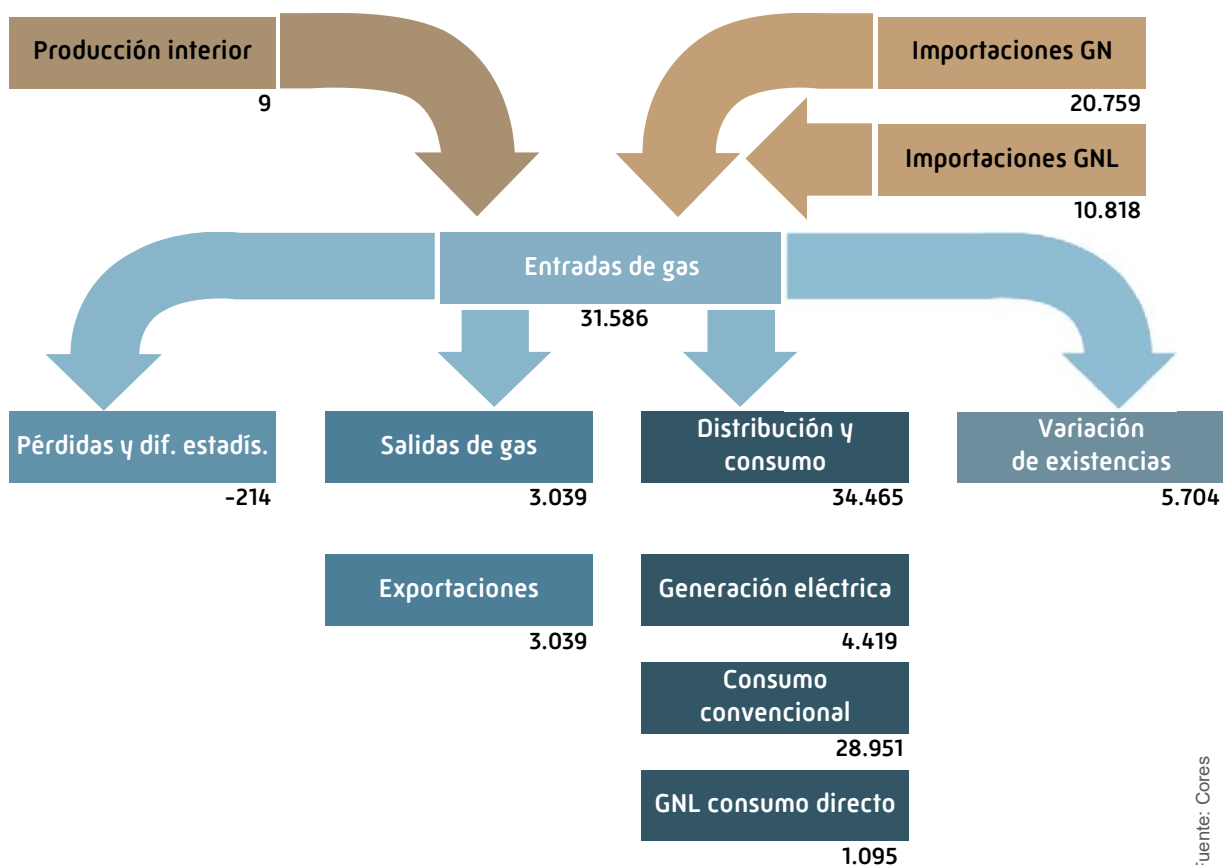 Producción interior
9
Importaciones GN
20.759
Importaciones GNL
10.818
Entradas de gas
31.586
Pérdidas y dif. estadís.
-214
Salidas de gas
3.039
Distribución y
consumo
34.465
Variación
de existencias
5.704
Exportaciones
3.039
Generación eléctrica
4.419
Consumo
convencional
28.951
GNL consumo directo
1.095
Fuente: Cores